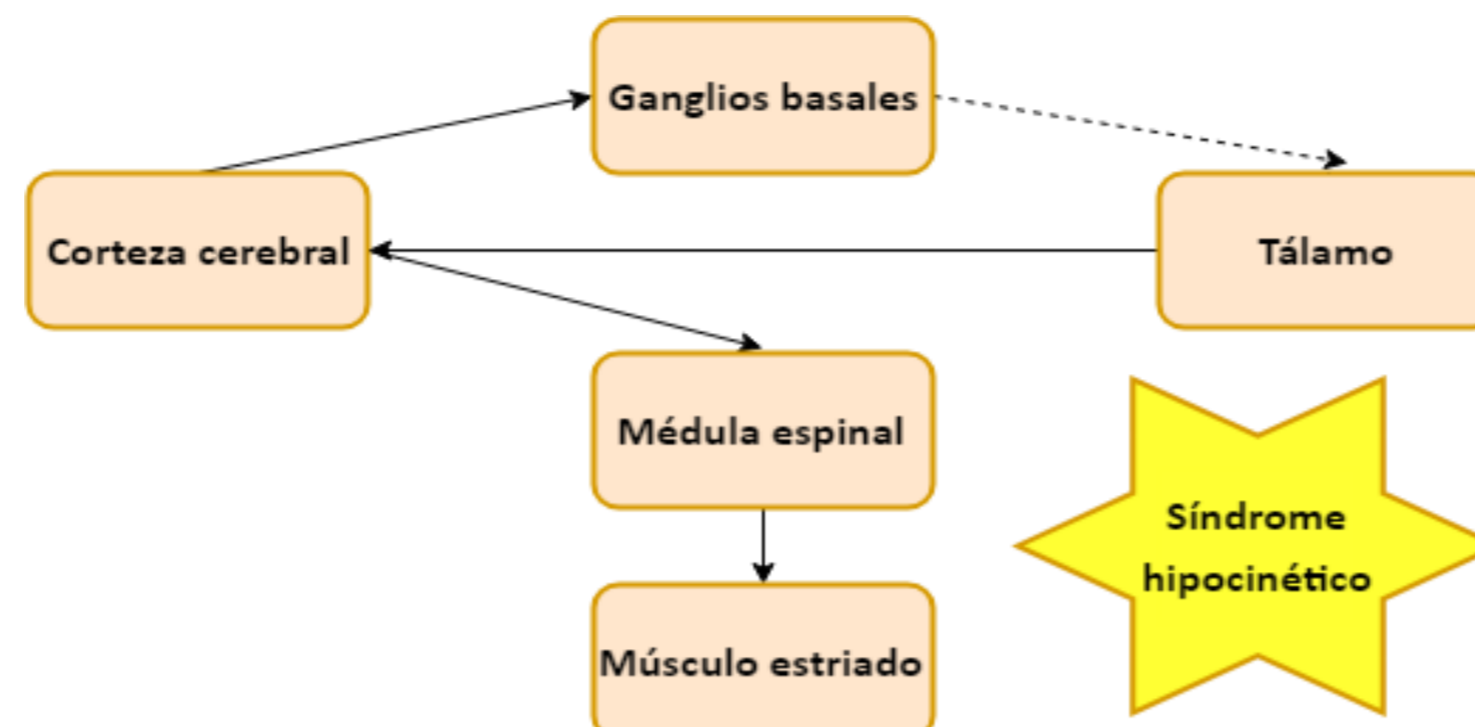 Ganglios basales
Corteza cerebral
Tálamo
Médula espinal
Síndrome
hipocinético
Músculo estriado